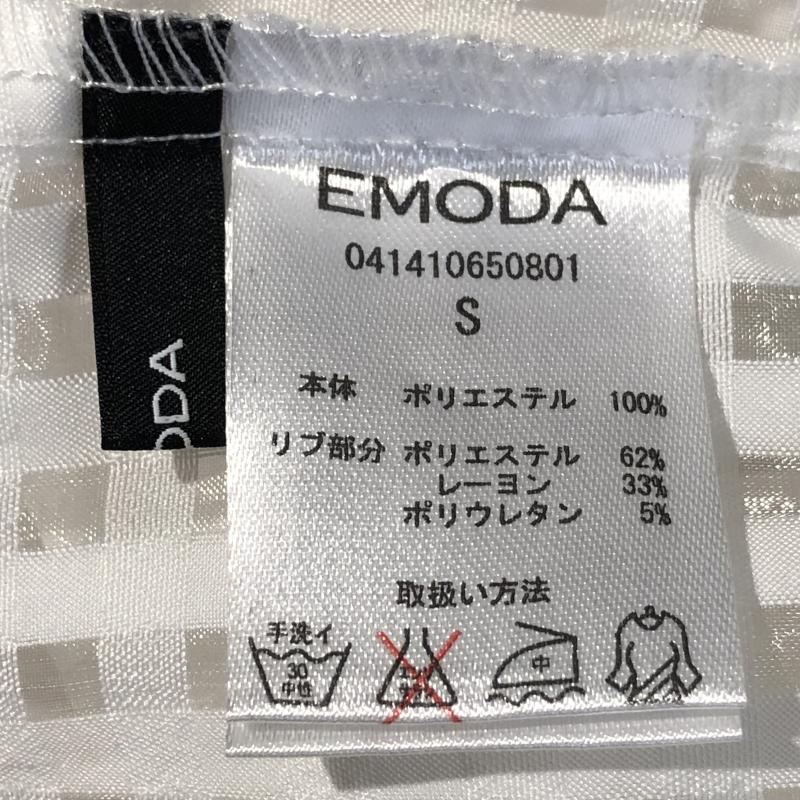 EMODA
041410650801
S
本体 ポリエステル 100%
リブ部分 ポリエステル 62%
レーヨン 33%
ポリウレタン 5%
取扱い方法
手洗イ
30
中性
中
ODA